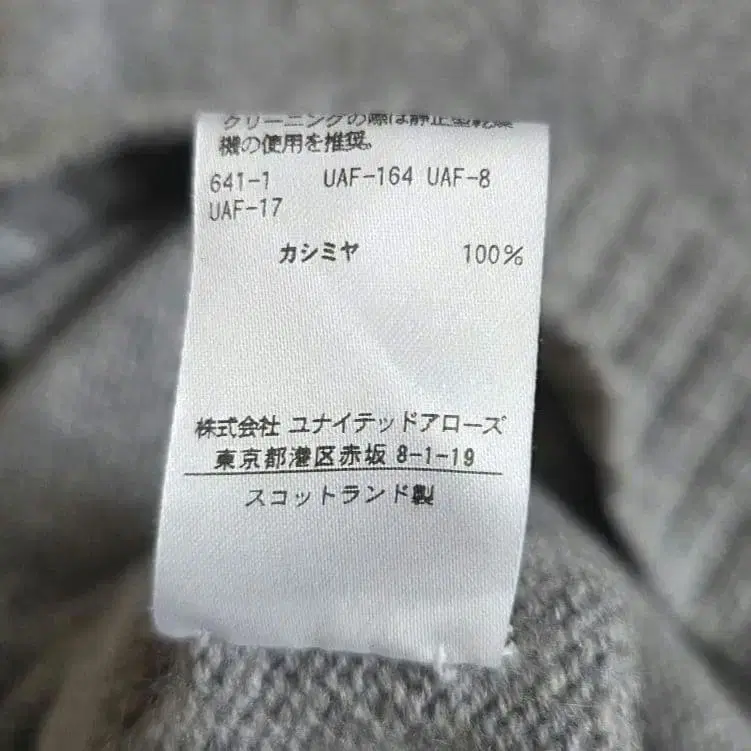 クリーニングの際は静止型乾燥
機の使用を推奨。
641-1 UAF-164 UAF-8
UAF-17
カシミヤ 100%
株式会社 ユナイテッドアローズ
東京都港区赤坂 8-1-19
スコットランド製